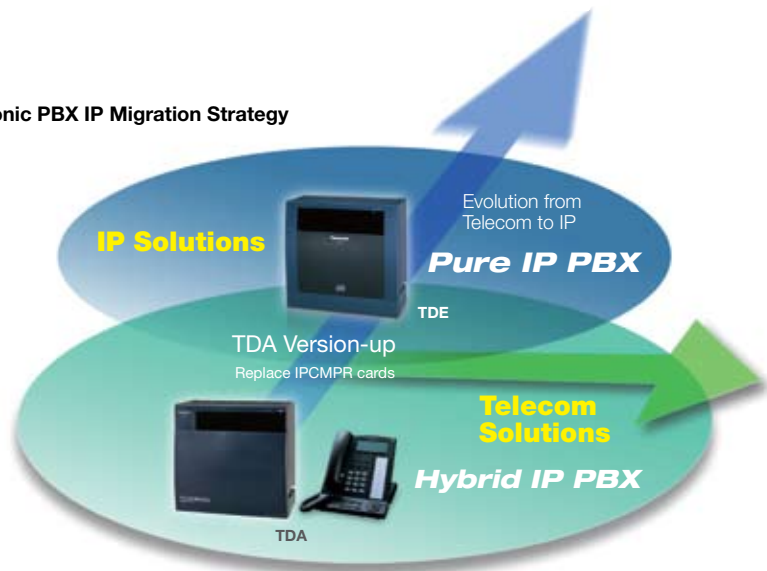 onic PBX IP Migration Strategy
Evolution from
Telecom to IP
IP Solutions
Pure IP PBX
TDE
TDA Version-up
Replace IPCMPR cards
Telecom
Solutions
Hybrid IP PBX
TDA